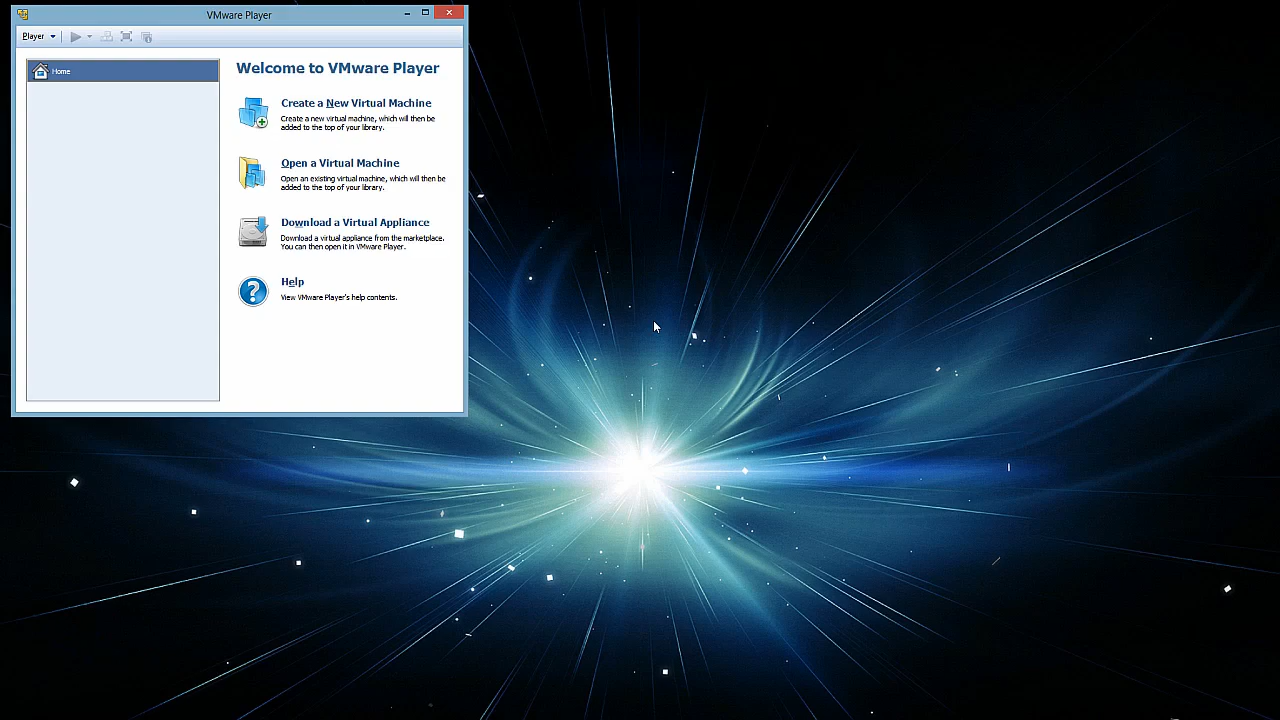 VMware Player
Player
Home
Welcome to VMware Player
Create a New Virtual Machine
Create a new virtual machine, which will then be
added to the top of your library.
Open a Virtual Machine
Open an existing virtual machine, which will then be
added to the top of your library.
Download a Virtual Appliance
Download a virtual appliance from the marketplace.
You can then open it in VMware Player.
Help
View VMware Player's help contents.